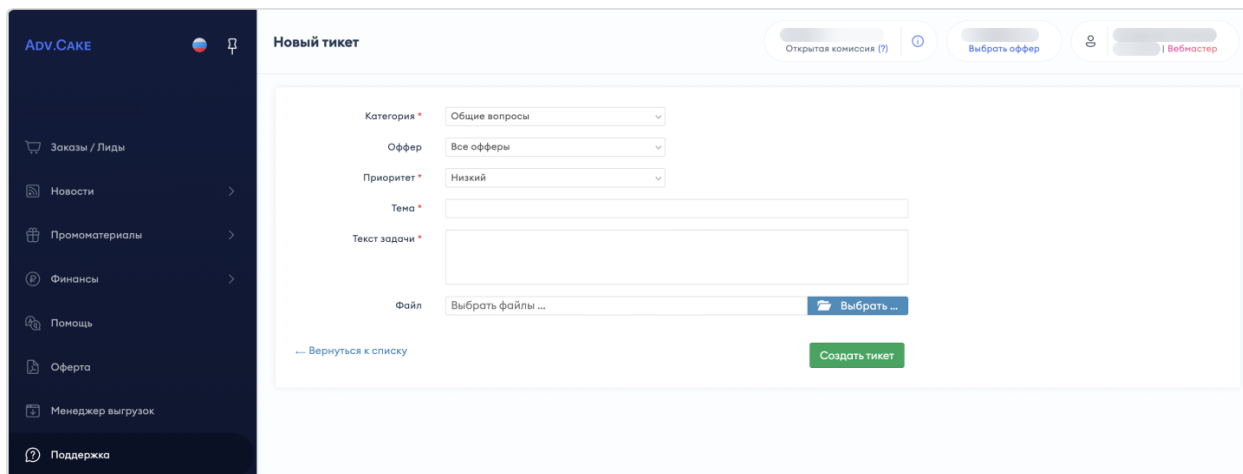 ADV.CAKE
Новый тикет
Открытая комиссия (?)
Выбрать оффер
| Вебмастер
Заказы / Лиды
Новости
Промоматериалы
Финансы
Помощь
Оферта
Менеджер выгрузок
Поддержка
Категория * Общие вопросы
Оффер Все офферы
Приоритет * Низкий
Тема *
Текст задачи *
Файл Выбрать файлы ... Выбрать ...
← Вернуться к списку Создать тикет